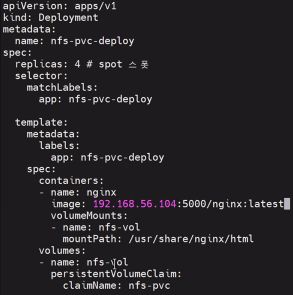 apiVersion: apps/v1
kind: Deployment
metadata:
  name: nfs-pvc-deploy
spec:
  replicas: 4 # spot 스 폿
  selector:
    matchLabels:
      app: nfs-pvc-deploy

  template:
    metadata:
      labels:
        app: nfs-pvc-deploy
    spec:
      containers:
      - name: nginx
        image: 192.168.56.104:5000/nginx:latest
        volumeMounts:
        - name: nfs-vol
          mountPath: /usr/share/nginx/html
      volumes:
      - name: nfs-vol
        persistentVolumeClaim:
          claimName: nfs-pvc